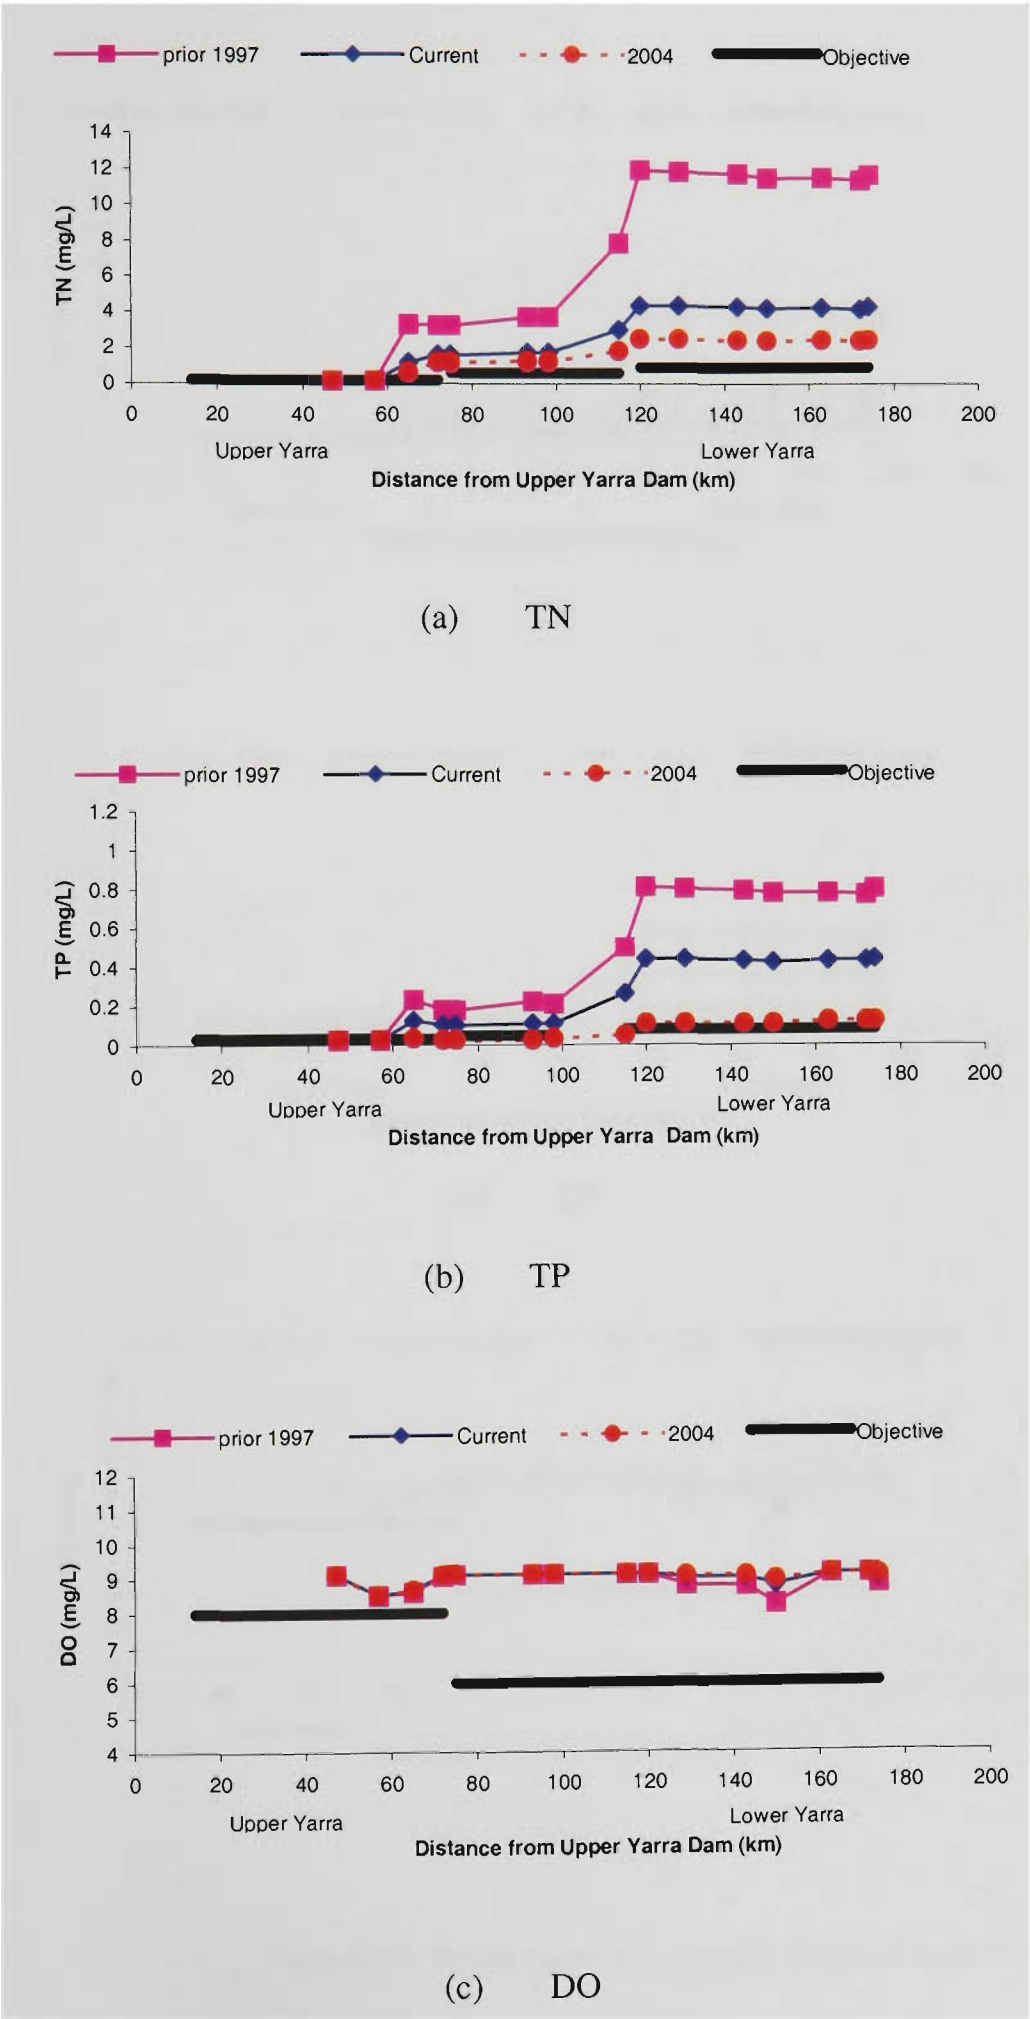 prior 1997 Current 2004 Objective
14
12
10
8
6
4
2
0
TN (mg/L)
0 20 40 60 80 100 120 140 160 180 200
Upper Yarra Lower Yarra
Distance from Upper Yarra Dam (km)
(a) TN
prior 1997 Current 2004 Objective
1.2
1
0.8
0.6
0.4
0.2
0
TP (mg/L)
0 20 40 60 80 100 120 140 160 180 200
Upper Yarra Lower Yarra
Distance from Upper Yarra Dam (km)
(b) TP
prior 1997 Current 2004 Objective
12
11
10
9
8
7
6
5
4
DO (mg/L)
0 20 40 60 80 100 120 140 160 180 200
Upper Yarra Lower Yarra
Distance from Upper Yarra Dam (km)
(c) DO